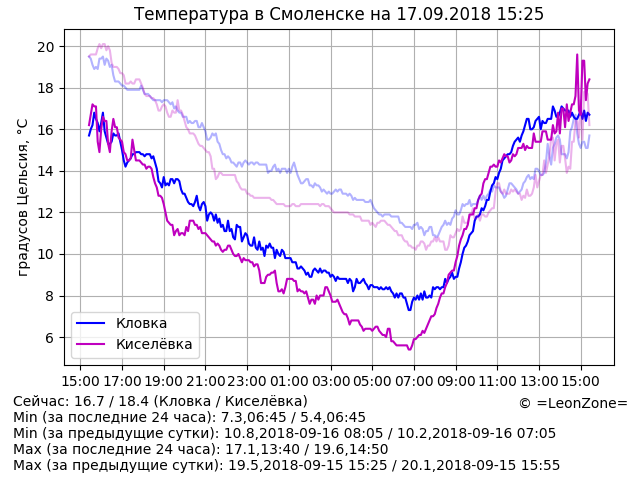 Температура в Смоленске на 17.09.2018 15:25
градусов Цельсия, °C
20
18
16
14
12
10
8
6
Кловка
Киселёвка
15:00 17:00 19:00 21:00 23:00 01:00 03:00 05:00 07:00 09:00 11:00 13:00 15:00
Сейчас: 16.7 / 18.4 (Кловка / Киселёвка)
© =LeonZone=
Min (за последние 24 часа): 7.3,06:45 / 5.4,06:45
Min (за предыдущие сутки): 10.8,2018-09-16 08:05 / 10.2,2018-09-16 07:05
Max (за последние 24 часа): 17.1,13:40 / 19.6,14:50
Max (за предыдущие сутки): 19.5,2018-09-15 15:25 / 20.1,2018-09-15 15:55